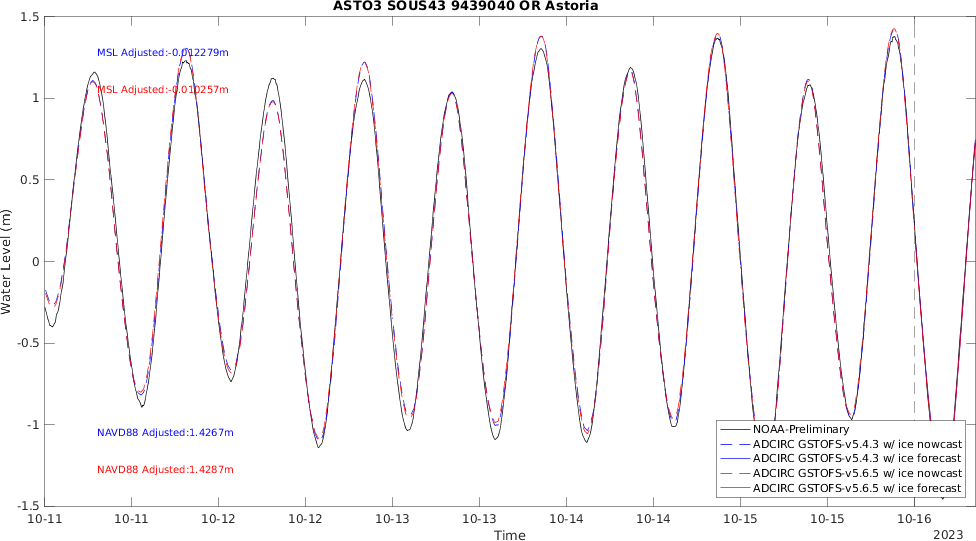 ASTO3 SOUS43 9439040 OR Astoria
1.5
1
0.5
0
-0.5
-1
-1.5
Water Level (m)
MSL Adjusted:-0.012279m
MSL Adjusted:-0.010257m
NAVD88 Adjusted:1.4267m
NAVD88 Adjusted:1.4287m
NOAA-Preliminary
ADCIRC GSTOFS-v5.4.3 w/ ice nowcast
ADCIRC GSTOFS-v5.4.3 w/ ice forecast
ADCIRC GSTOFS-v5.6.5 w/ ice nowcast
ADCIRC GSTOFS-v5.6.5 w/ ice forecast
10-11 10-11 10-12 10-12 10-13 10-13 10-14 10-14 10-15 10-15 10-16
Time
2023